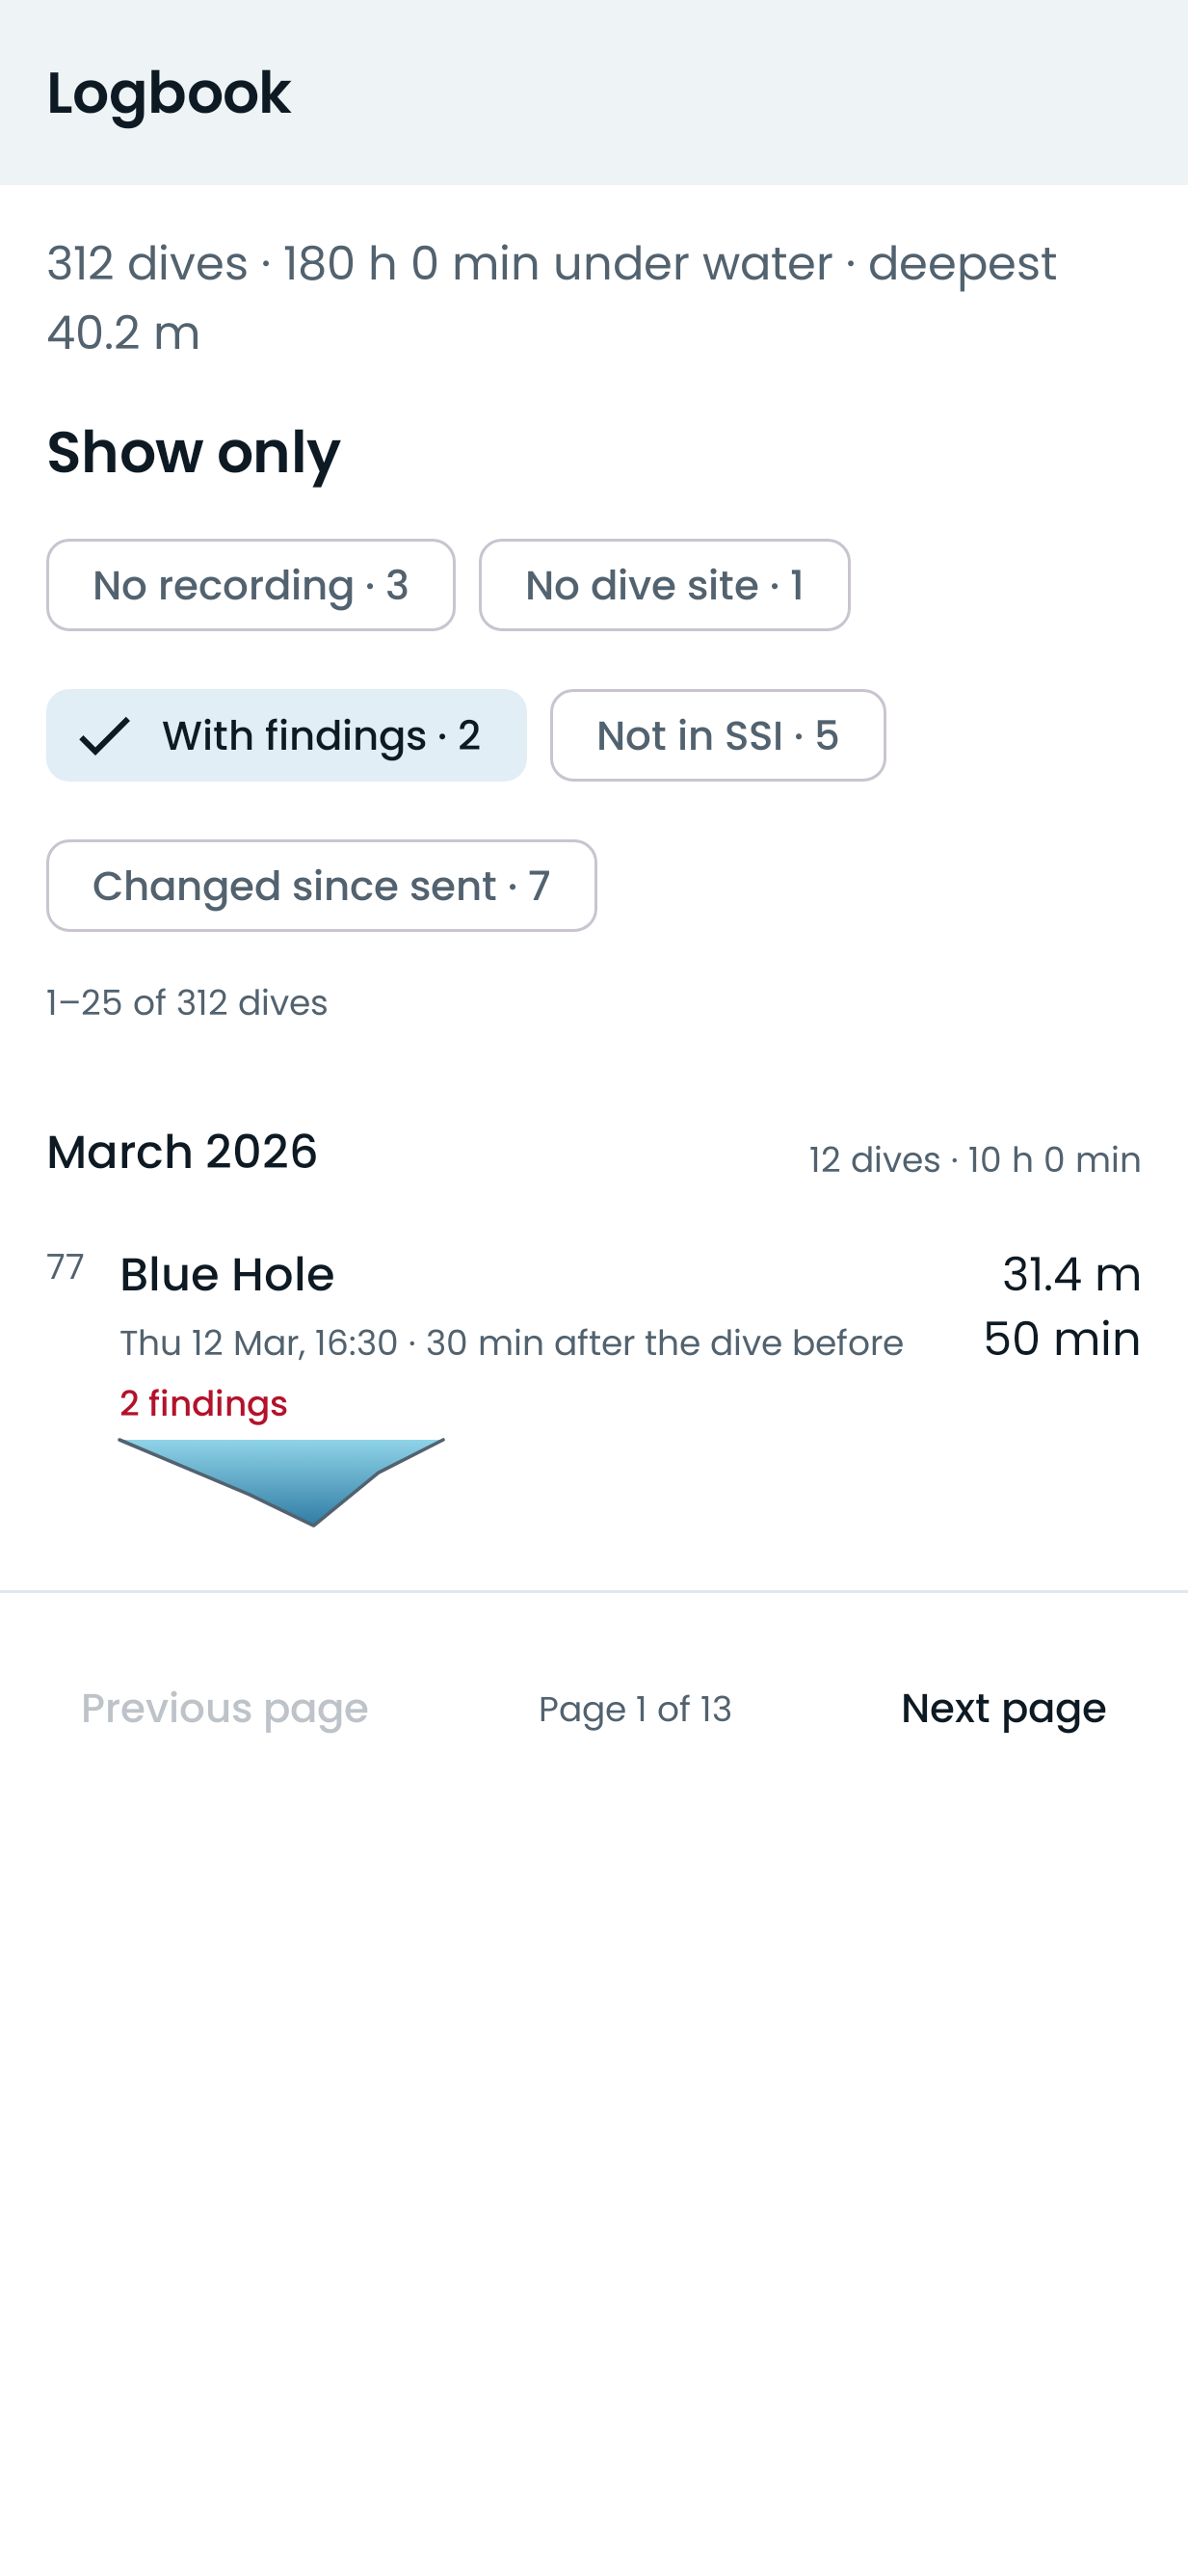 Logbook
312 dives · 180 h 0 min under water · deepest
40.2 m
Show only
No recording · 3
No dive site · 1
With findings · 2
Not in SSI · 5
Changed since sent · 7
1–25 of 312 dives
March 2026
12 dives · 10 h 0 min
77 Blue Hole
31.4 m
Thu 12 Mar, 16:30 · 30 min after the dive before
50 min
2 findings
Previous page
Page 1 of 13
Next page